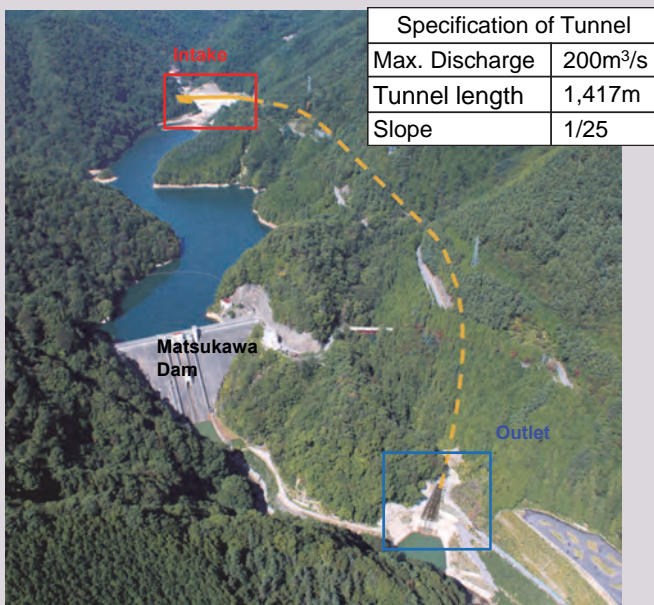 Specification of Tunnel
Max. Discharge 200m³/s
Tunnel length 1,417m
Slope 1/25
Intake
Matsukawa
Dam
Outlet